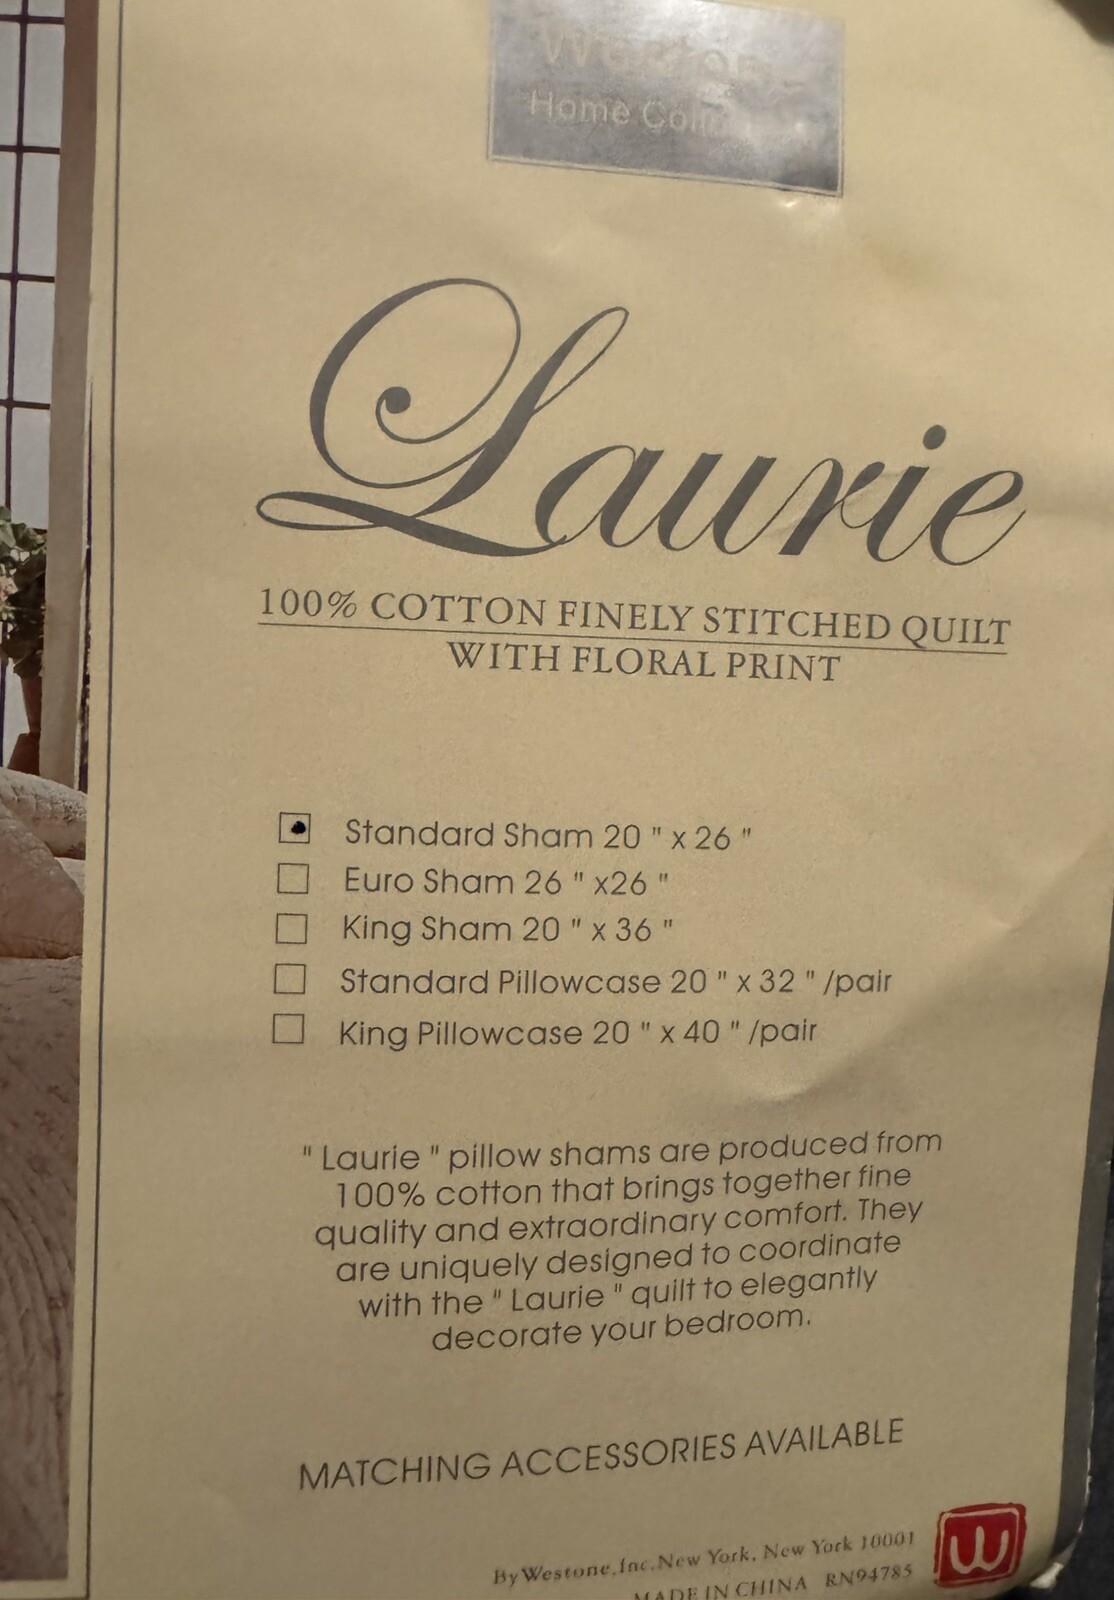 Home
Laurie
100% COTTON FINELY STITCHED QUILT
WITH FLORAL PRINT
Standard Sham 20 " x 26 "
Euro Sham 26 " x26 "
King Sham 20 " x 36 "
Standard Pillowcase 20 " x 32 " /pair
King Pillowcase 20 " x 40 " /pair
" Laurie " pillow shams are produced from
100% cotton that brings together fine
quality and extraordinary comfort. They
are uniquely designed to coordinate
with the " Laurie " quilt to elegantly
decorate your bedroom.
MATCHING ACCESSORIES AVAILABLE
By Westone,Inc.New York, New York 10001
MADE IN CHINA RN94785
W